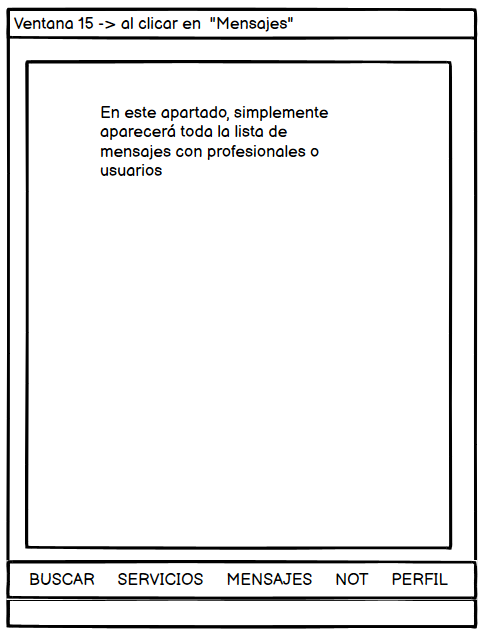 Ventana 15 -> al clicar en "Mensajes"
En este apartado, simplemente
aparecerá toda la lista de
mensajes con profesionales o
usuarios
BUSCAR SERVICIOS MENSAJES NOT PERFIL